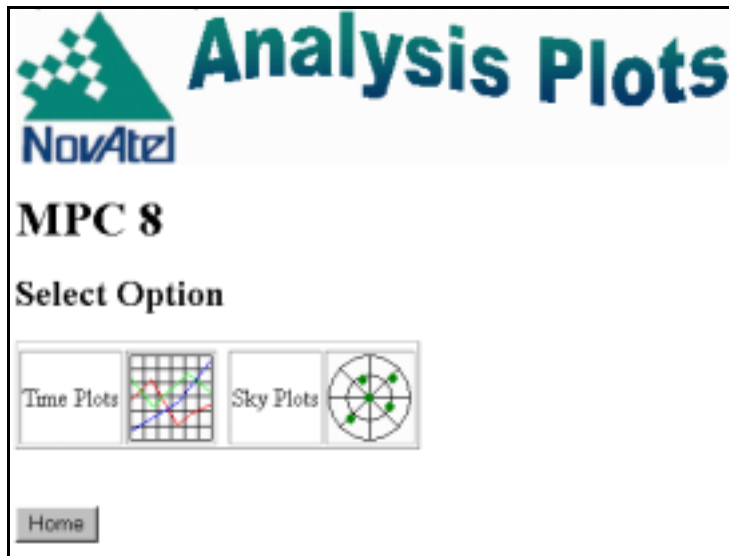 Analysis Plots
NovAtel
MPC 8
Select Option
Time Plots Sky Plots
Home